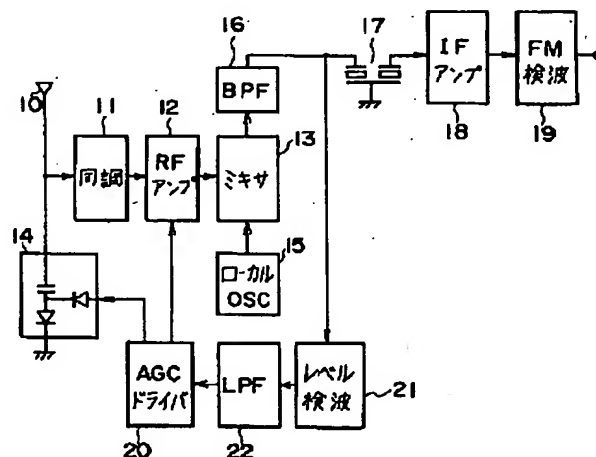 16
BPF
17
IF
アンプ
18
FM
検波
19
10
11
同調
12
RF
アンプ
13
ミキサ
14
15
ローカル
OSC
AGC
ドライバ
20
LPF
22
レベル
検波
21